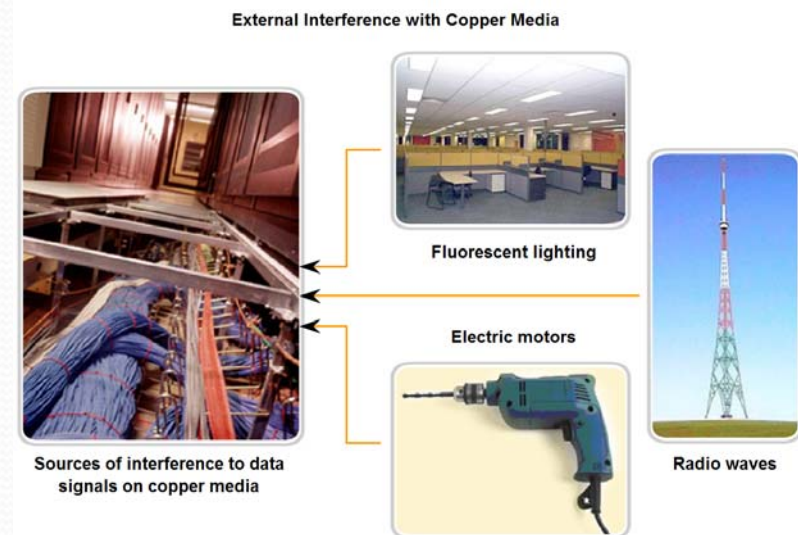 External Interference with Copper Media
Fluorescent lighting
Electric motors
Sources of interference to data
signals on copper media
Radio waves